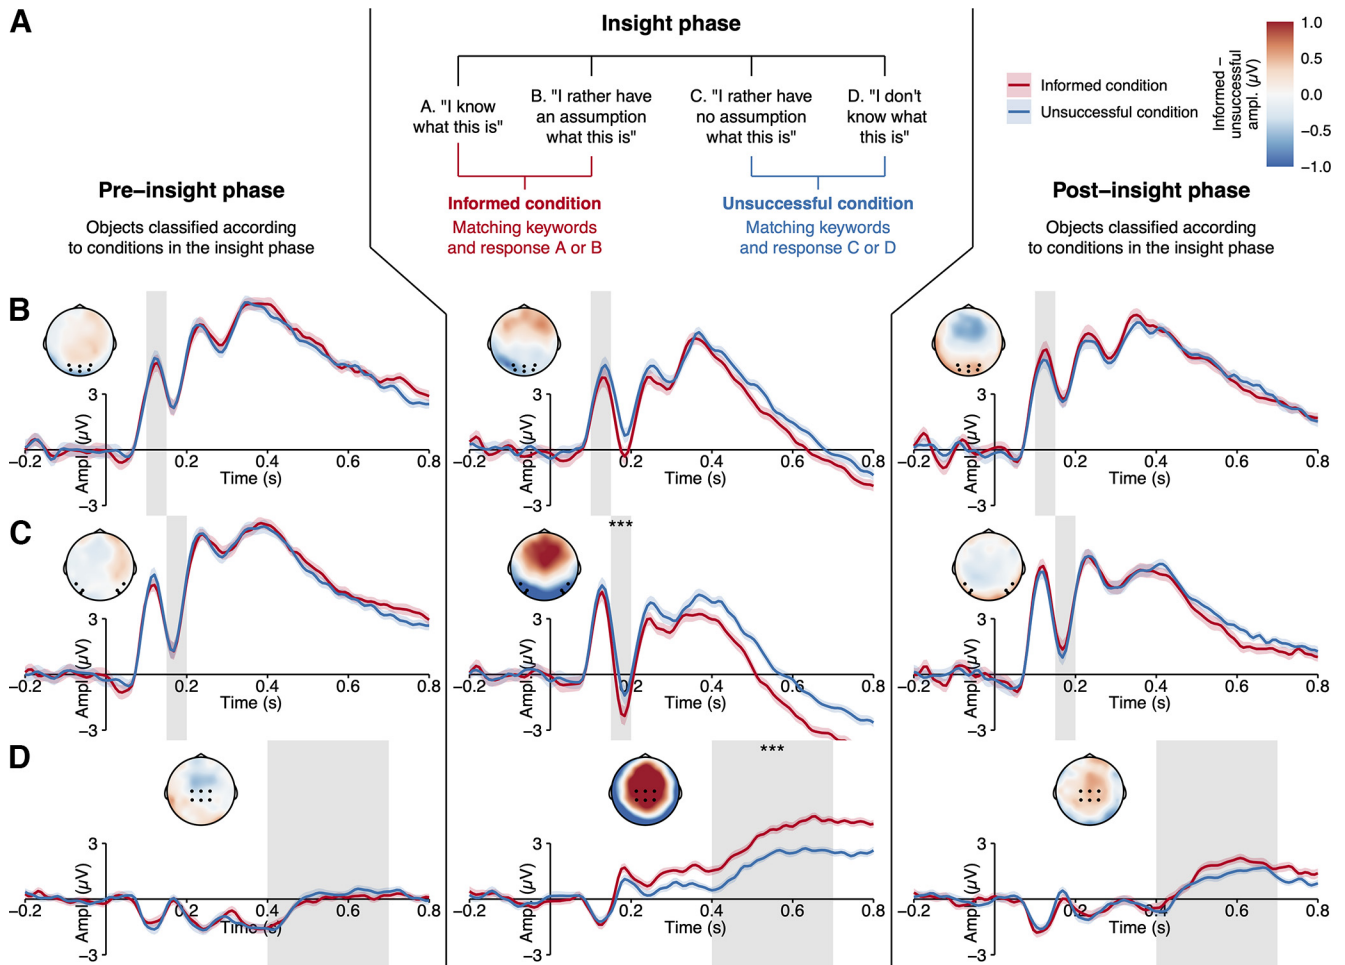 A
Insight phase
A. "I know
what this is"
B. "I rather have
an assumption
what this is"
C. "I rather have
no assumption
what this is"
D. "I don't
know what
this is"
Informed condition
Matching keywords
and response A or B
Unsuccessful condition
Matching keywords
and response C or D
Informed condition
Unsuccessful condition
Informed –
unsuccessful
ampl. (µV)
1.0
0.5
0.0
−0.5
−1.0
Pre–insight phase
Objects classified according
to conditions in the insight phase
Post–insight phase
Objects classified according
to conditions in the insight phase
B
3
−3
Ampl. (µV)
−0.2
0.2
0.4
0.6
0.8
Time (s)
3
−3
Ampl. (µV)
−0.2
0.2
0.4
0.6
0.8
Time (s)
3
−3
Ampl. (µV)
−0.2
0.2
0.4
0.6
0.8
Time (s)
C
3
−3
Ampl. (µV)
−0.2
0.2
0.4
0.6
0.8
Time (s)
***
3
−3
Ampl. (µV)
−0.2
0.2
0.4
0.6
0.8
Time (s)
3
−3
Ampl. (µV)
−0.2
0.2
0.4
0.6
0.8
Time (s)
D
3
−3
Ampl. (µV)
−0.2
0.2
0.4
0.6
0.8
Time (s)
***
3
−3
Ampl. (µV)
−0.2
0.2
0.4
0.6
0.8
Time (s)
3
−3
Ampl. (µV)
−0.2
0.2
0.4
0.6
0.8
Time (s)